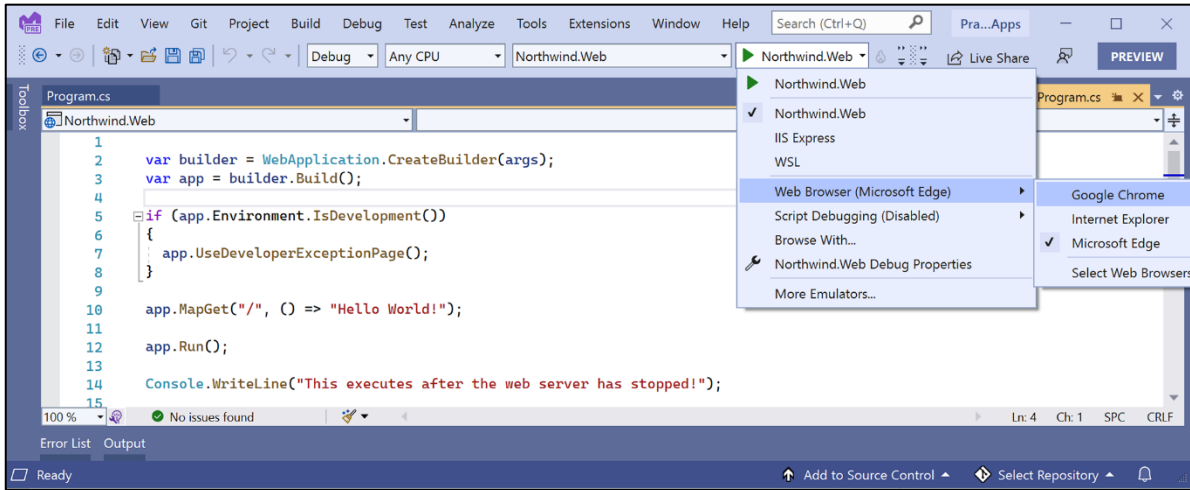 File Edit View Git Project Build Debug Test Analyze Tools Extensions Window Help Search (Ctrl+Q) Pra...Apps
PRE
Debug Any CPU Northwind.Web Northwind.Web Live Share PREVIEW
Toolbox
Program.cs Program.cs
Northwind.Web
1
2 var builder = WebApplication.CreateBuilder(args);
3 var app = builder.Build();
4
5 if (app.Environment.IsDevelopment())
6 {
7 app.UseDeveloperExceptionPage();
8 }
9
10 app.MapGet("/", () => "Hello World!");
11
12 app.Run();
13
14 Console.WriteLine("This executes after the web server has stopped!");
15
Northwind.Web
Northwind.Web
IIS Express
WSL
Web Browser (Microsoft Edge)
Script Debugging (Disabled)
Browse With...
Northwind.Web Debug Properties
More Emulators...
Google Chrome
Internet Explorer
Microsoft Edge
Select Web Browsers
100 % No issues found Ln: 4 Ch: 1 SPC CRLF
Error List Output
Ready Add to Source Control Select Repository